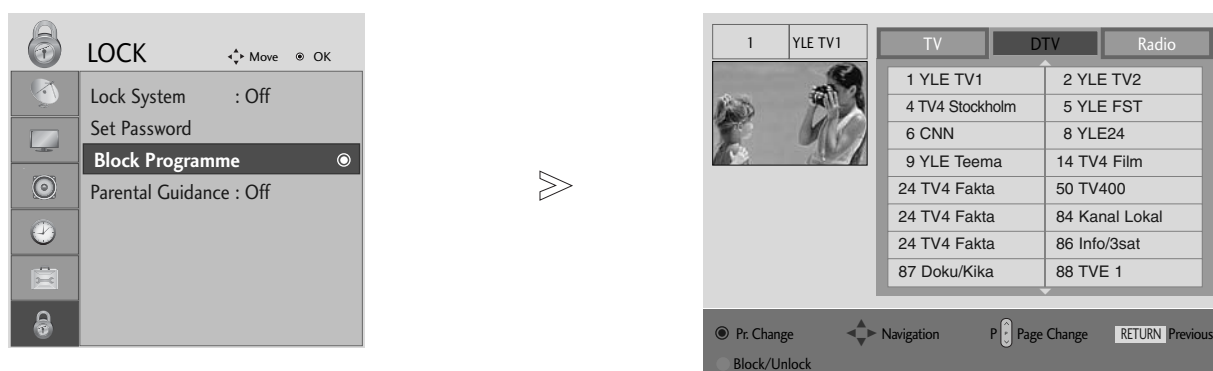 LOCK
Move OK
Lock System : Off
Set Password
Block Programme
Parental Guidance : Off
1 YLE TV1
TV DTV Radio
1 YLE TV1 2 YLE TV2
4 TV4 Stockholm 5 YLE FST
6 CNN 8 YLE24
9 YLE Teema 14 TV4 Film
24 TV4 Fakta 50 TV400
24 TV4 Fakta 84 Kanal Lokal
24 TV4 Fakta 86 Info/3sat
87 Doku/Kika 88 TVE 1
Pr. Change Navigation P Page Change RETURN Previous
Block/Unlock